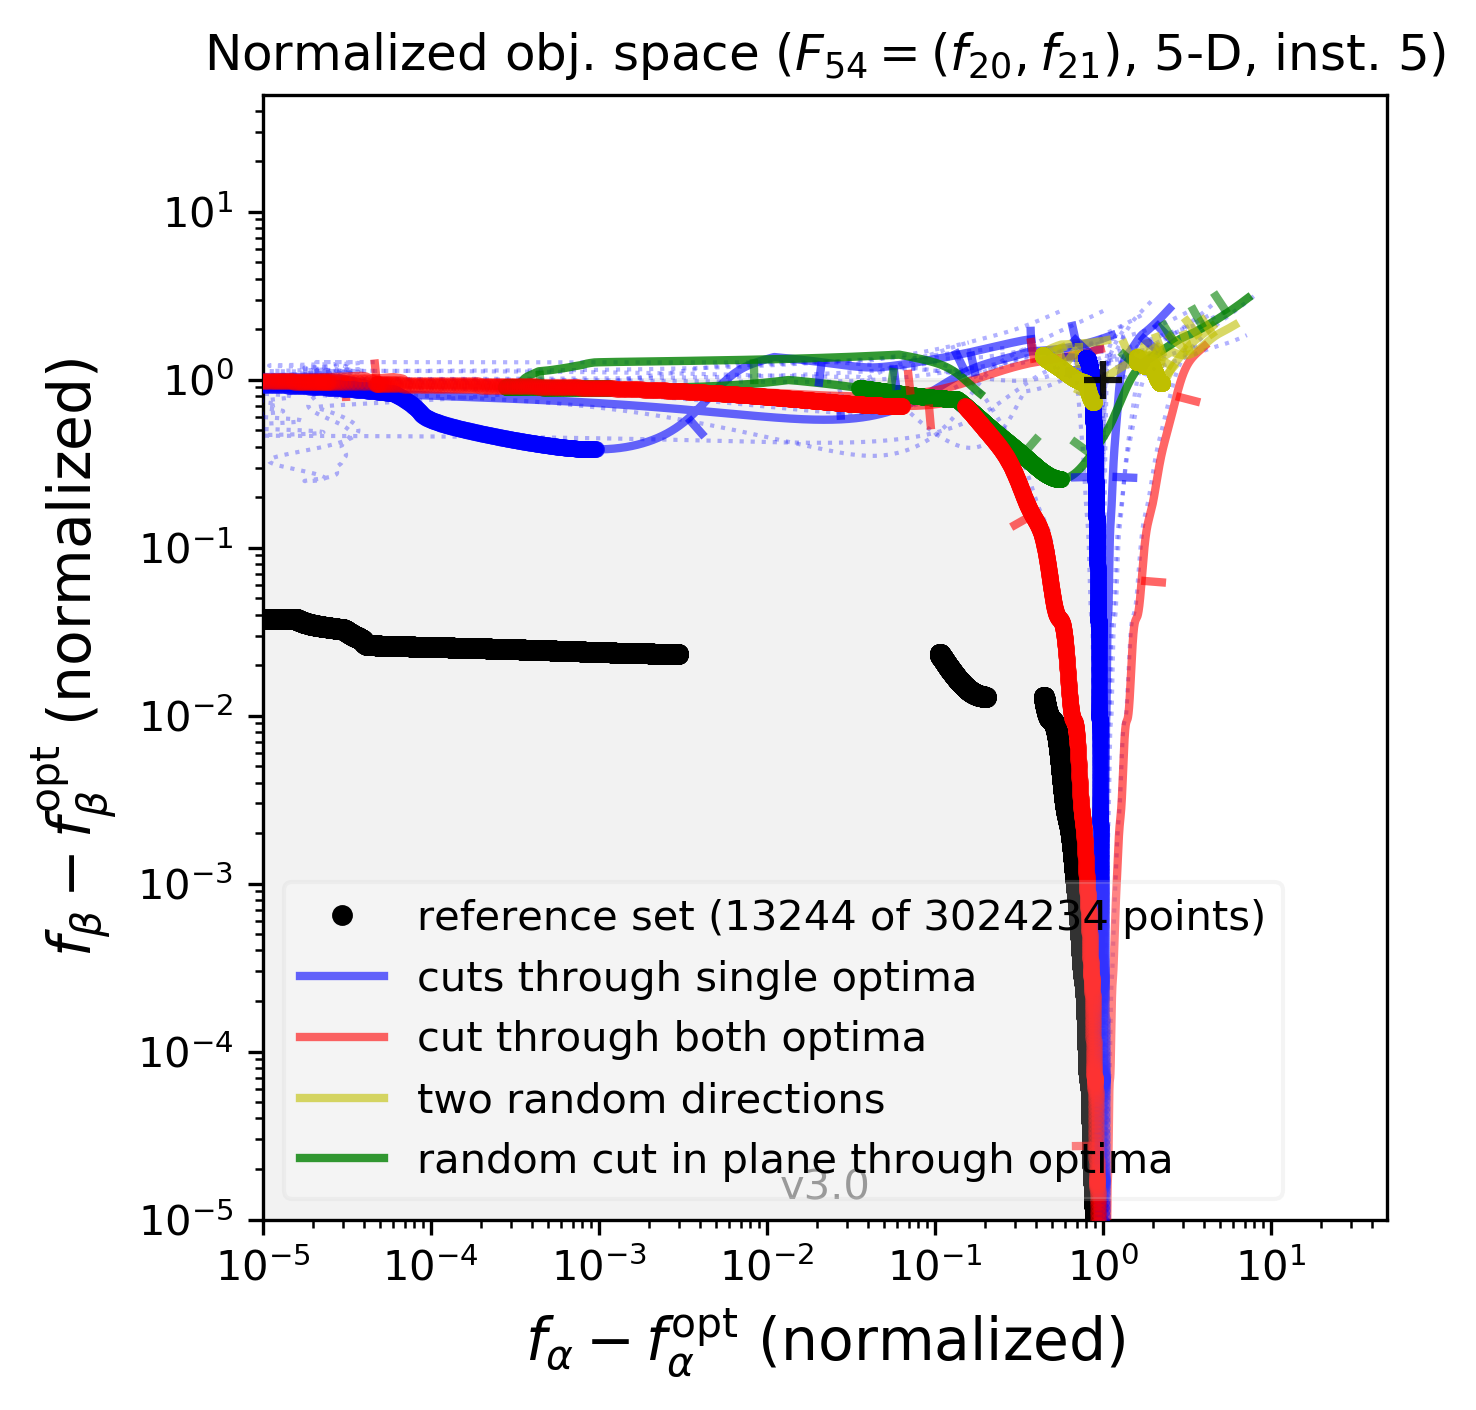 Normalized obj. space (F₅₄ = (f₂₀, f₂₁), 5-D, inst. 5)
10¹
10⁰
10⁻¹
10⁻²
10⁻³
10⁻⁴
10⁻⁵
f_β − f_β^opt (normalized)
reference set (13244 of 3024234 points)
cuts through single optima
cut through both optima
two random directions
random cut in plane through optima
v3.0
10⁻⁵ 10⁻⁴ 10⁻³ 10⁻² 10⁻¹ 10⁰ 10¹
f_α − f_α^opt (normalized)